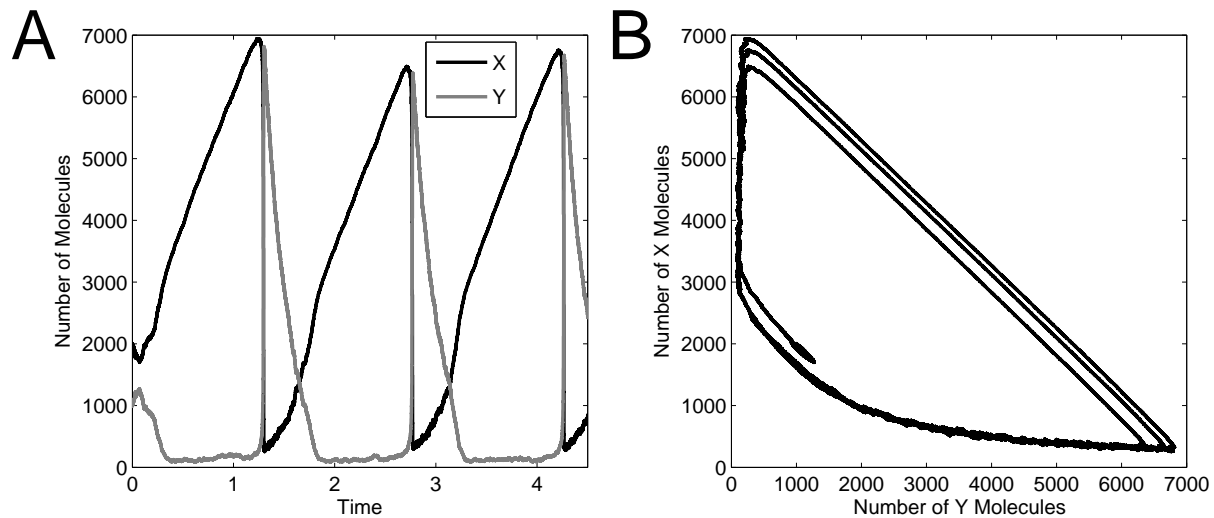 A
7000
6000
5000
4000
3000
2000
1000
0
Number of Molecules
X
Y
0 1 2 3 4
Time
B
7000
6000
5000
4000
3000
2000
1000
0
Number of X Molecules
0 1000 2000 3000 4000 5000 6000 7000
Number of Y Molecules